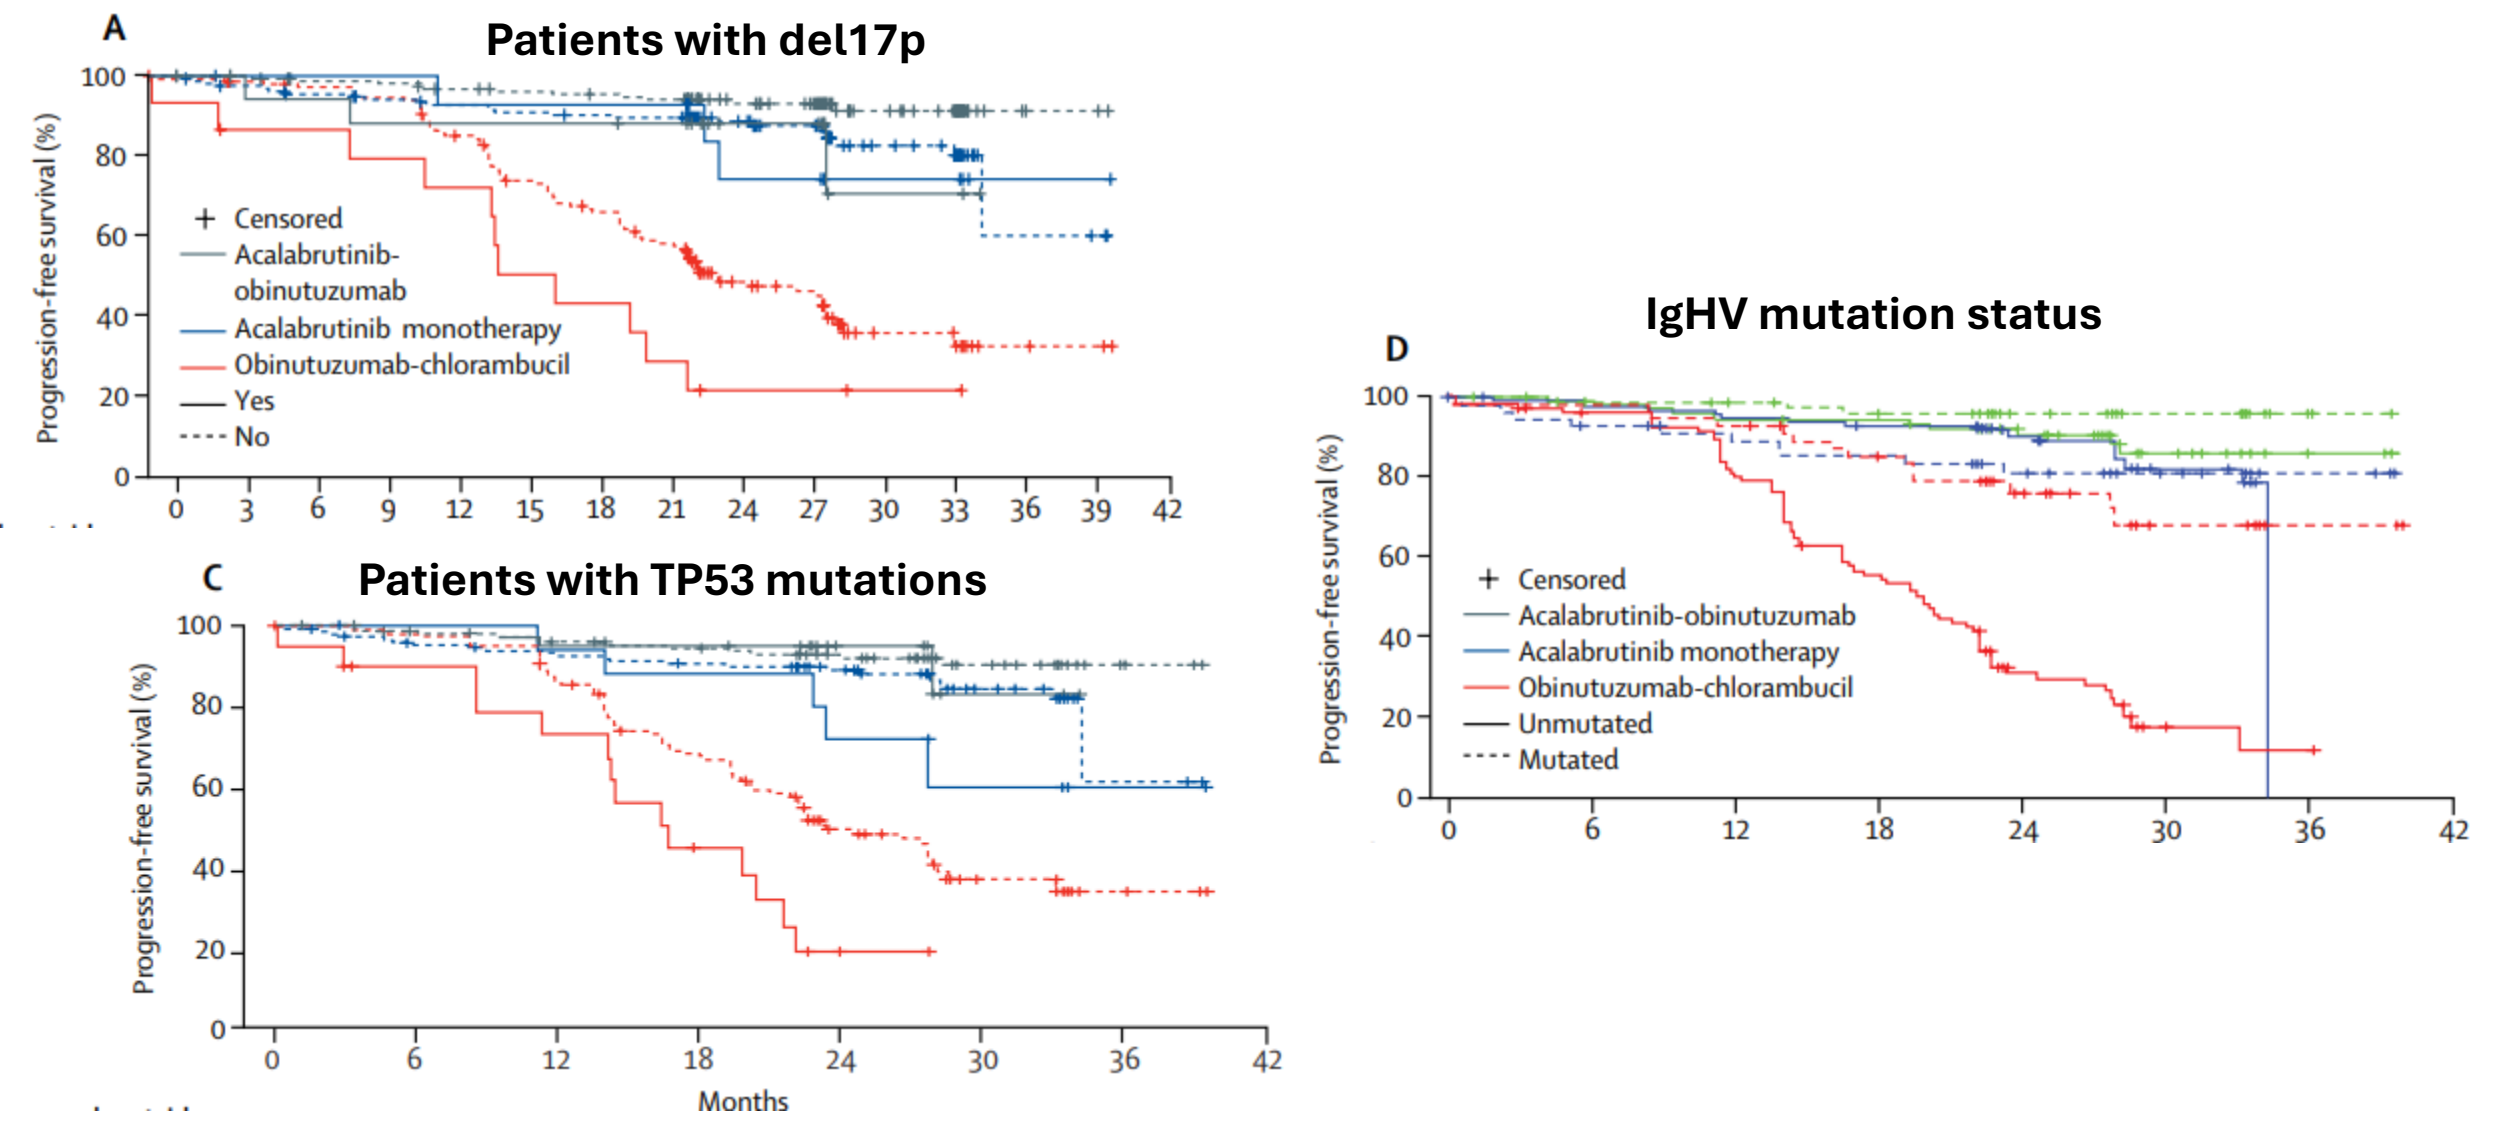 A
Patients with del17p
Progression-free survival (%)
100
80
60
40
20
0
Censored
Acalabrutinib-
obinutuzumab
Acalabrutinib monotherapy
Obinutuzumab-chlorambucil
Yes
No
0 3 6 9 12 15 18 21 24 27 30 33 36 39 42
C
Patients with TP53 mutations
Progression-free survival (%)
100
80
60
40
20
0
0 6 12 18 24 30 36 42
Months
IgHV mutation status
D
Progression-free survival (%)
100
80
60
40
20
0
Censored
Acalabrutinib-obinutuzumab
Acalabrutinib monotherapy
Obinutuzumab-chlorambucil
Unmutated
Mutated
0 6 12 18 24 30 36 42